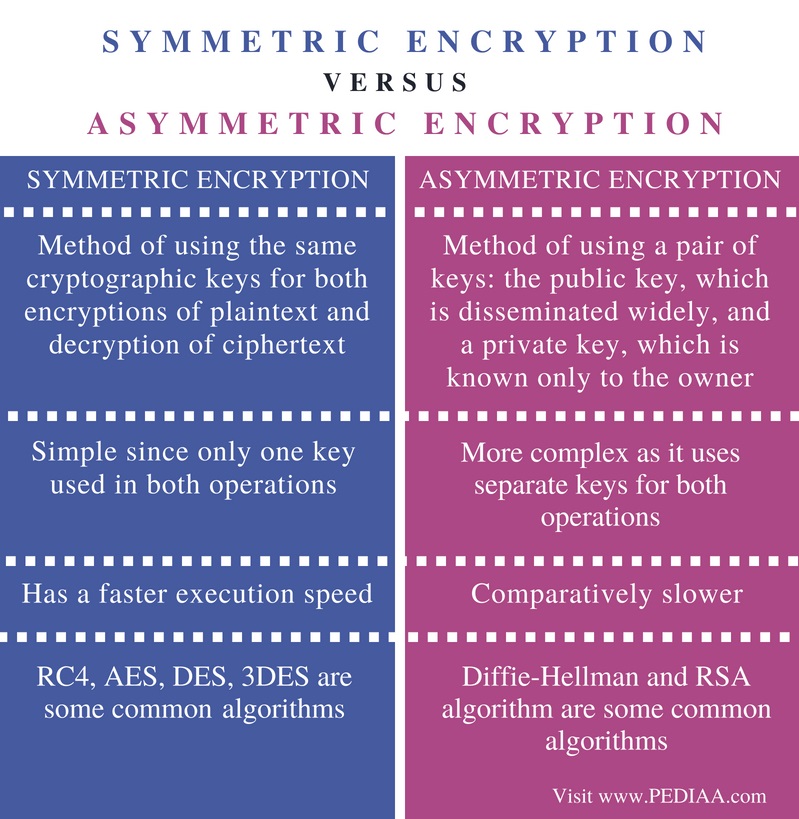 SYMMETRIC ENCRYPTION
VERSUS
ASYMMETRIC ENCRYPTION
SYMMETRIC ENCRYPTION
Method of using the same
cryptographic keys for both
encryptions of plaintext and
decryption of ciphertext
Simple since only one key
used in both operations
Has a faster execution speed
RC4, AES, DES, 3DES are
some common algorithms
ASYMMETRIC ENCRYPTION
Method of using a pair of
keys: the public key, which
is disseminated widely, and
a private key, which is
known only to the owner
More complex as it uses
separate keys for both
operations
Comparatively slower
Diffie-Hellman and RSA
algorithm are some common
algorithms
Visit www.PEDIAA.com